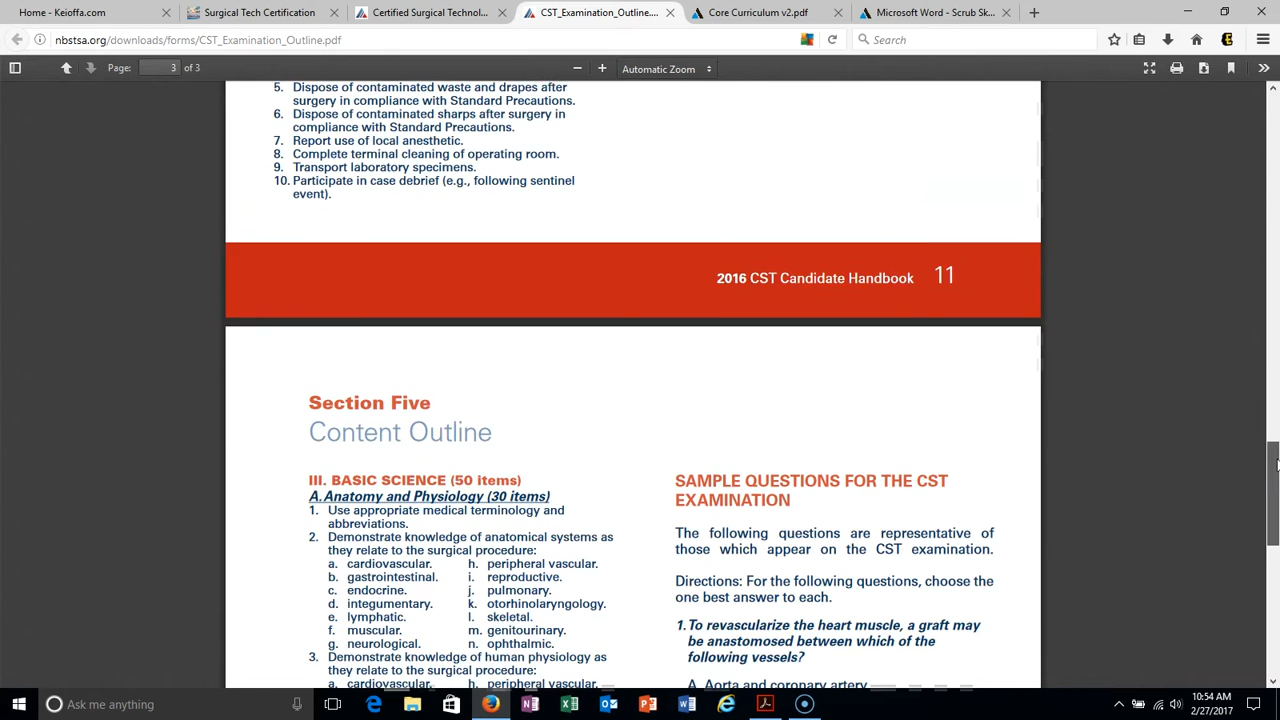 Home - Keioffa.com
Surgical Tech Certification
Certified Surgical Technol...
CST_Examination_Outline.p...
Core Curriculum v2.pdf
Microsoft Word - Scrub Sk...
nbstsa.org/downloads/forms/CST_Examination_Outline.pdf
Search
Page: 3 of 3
Automatic Zoom
5. Dispose of contaminated waste and drapes after
surgery in compliance with Standard Precautions.
6. Dispose of contaminated sharps after surgery in
compliance with Standard Precautions.
7. Report use of local anesthetic.
8. Complete terminal cleaning of operating room.
9. Transport laboratory specimens.
10. Participate in case debrief (e.g., following sentinel
event).
2016 CST Candidate Handbook 11
Section Five
Content Outline
III. BASIC SCIENCE (50 items)
A. Anatomy and Physiology (30 items)
1. Use appropriate medical terminology and
abbreviations.
2. Demonstrate knowledge of anatomical systems as
they relate to the surgical procedure:
a. cardiovascular.
b. gastrointestinal.
c. endocrine.
d. integumentary.
e. lymphatic.
f. muscular.
g. neurological.
h. peripheral vascular.
i. reproductive.
j. pulmonary.
k. otorhinolaryngology.
l. skeletal.
m. genitourinary.
n. ophthalmic.
3. Demonstrate knowledge of human physiology as
they relate to the surgical procedure:
a. cardiovascular.
h. peripheral vascular.
SAMPLE QUESTIONS FOR THE CST
EXAMINATION
The following questions are representative of
those which appear on the CST examination.
Directions: For the following questions, choose the
one best answer to each.
1. To revascularize the heart muscle, a graft may
be anastomosed between which of the
following vessels?
A. Aorta and coronary artery
Ask me anything
10:54 AM
2/27/2017